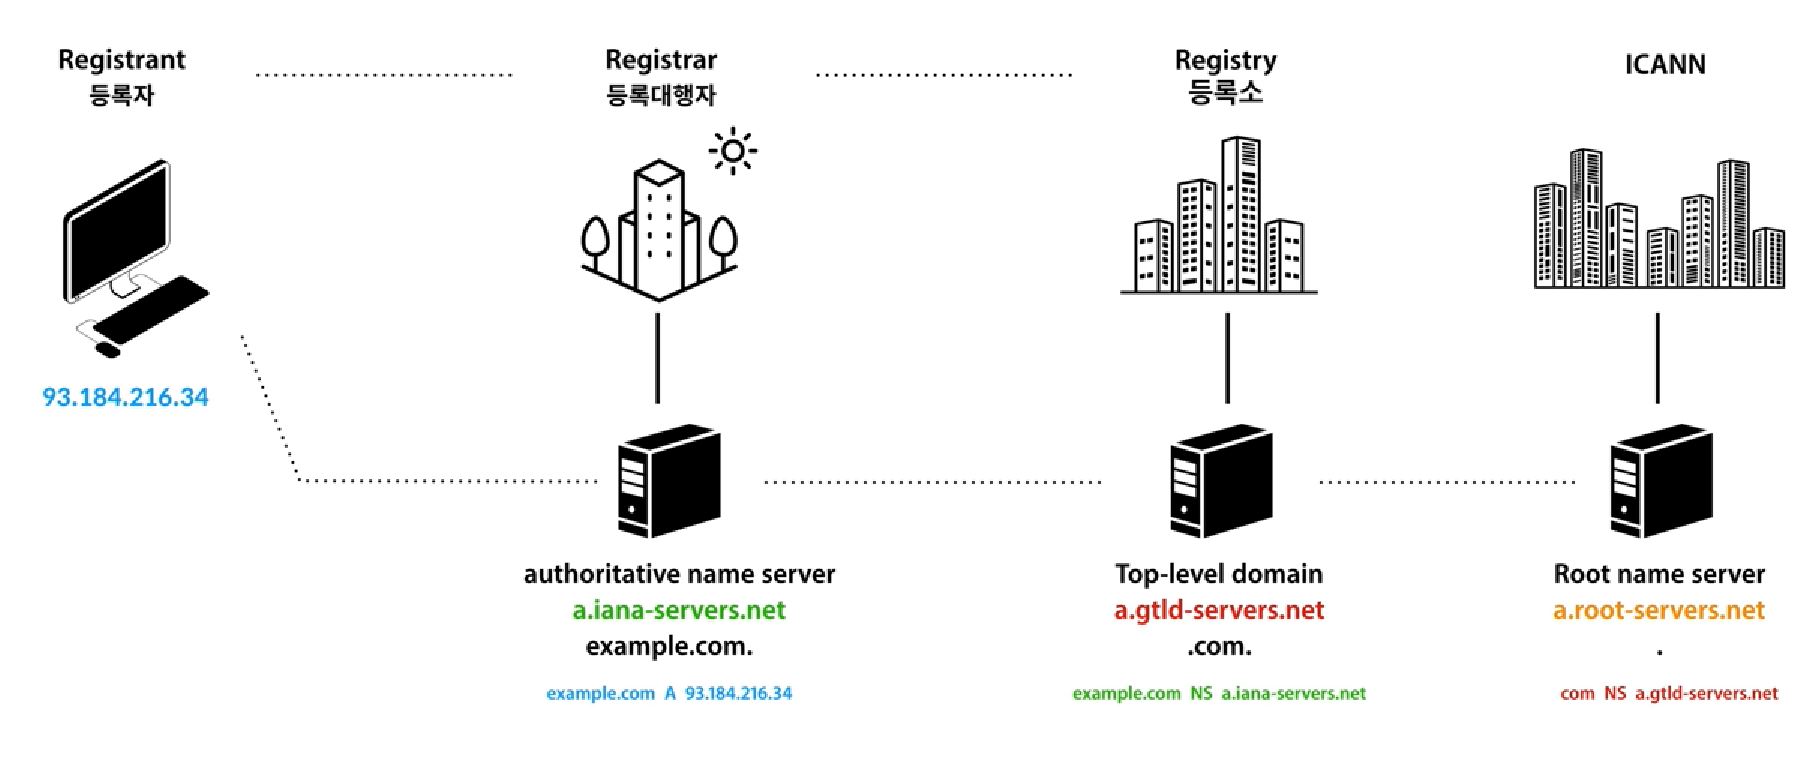 Registrant
등록자
Registrar
등록대행자
Registry
등록소
ICANN
93.184.216.34
authoritative name server
a.iana-servers.net
example.com.
example.com A 93.184.216.34
Top-level domain
a.gtld-servers.net
.com.
example.com NS a.iana-servers.net
Root name server
a.root-servers.net
.
com NS a.gtld-servers.net